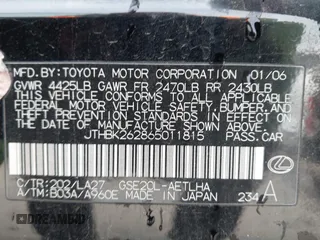 MFD. BY: TOYOTA MOTOR CORPORATION 01/06
GVWR 4425LB GAWR FR 2470LB RR 2430LB
THIS VEHICLE CONFORMS TO ALL APPLICABLE
FEDERAL MOTOR VEHICLE SAFETY, BUMPER, AND
THEFT PREVENTION STANDARDS IN EFFECT ON
THE DATE OF MANUFACTURE SHOWN ABOVE.
JTHBK262865011815 PASS.CAR
C/TR:202/LA27 GSE20L-AETLHA
A/TM:B03A/A960E MADE IN JAPAN 234A